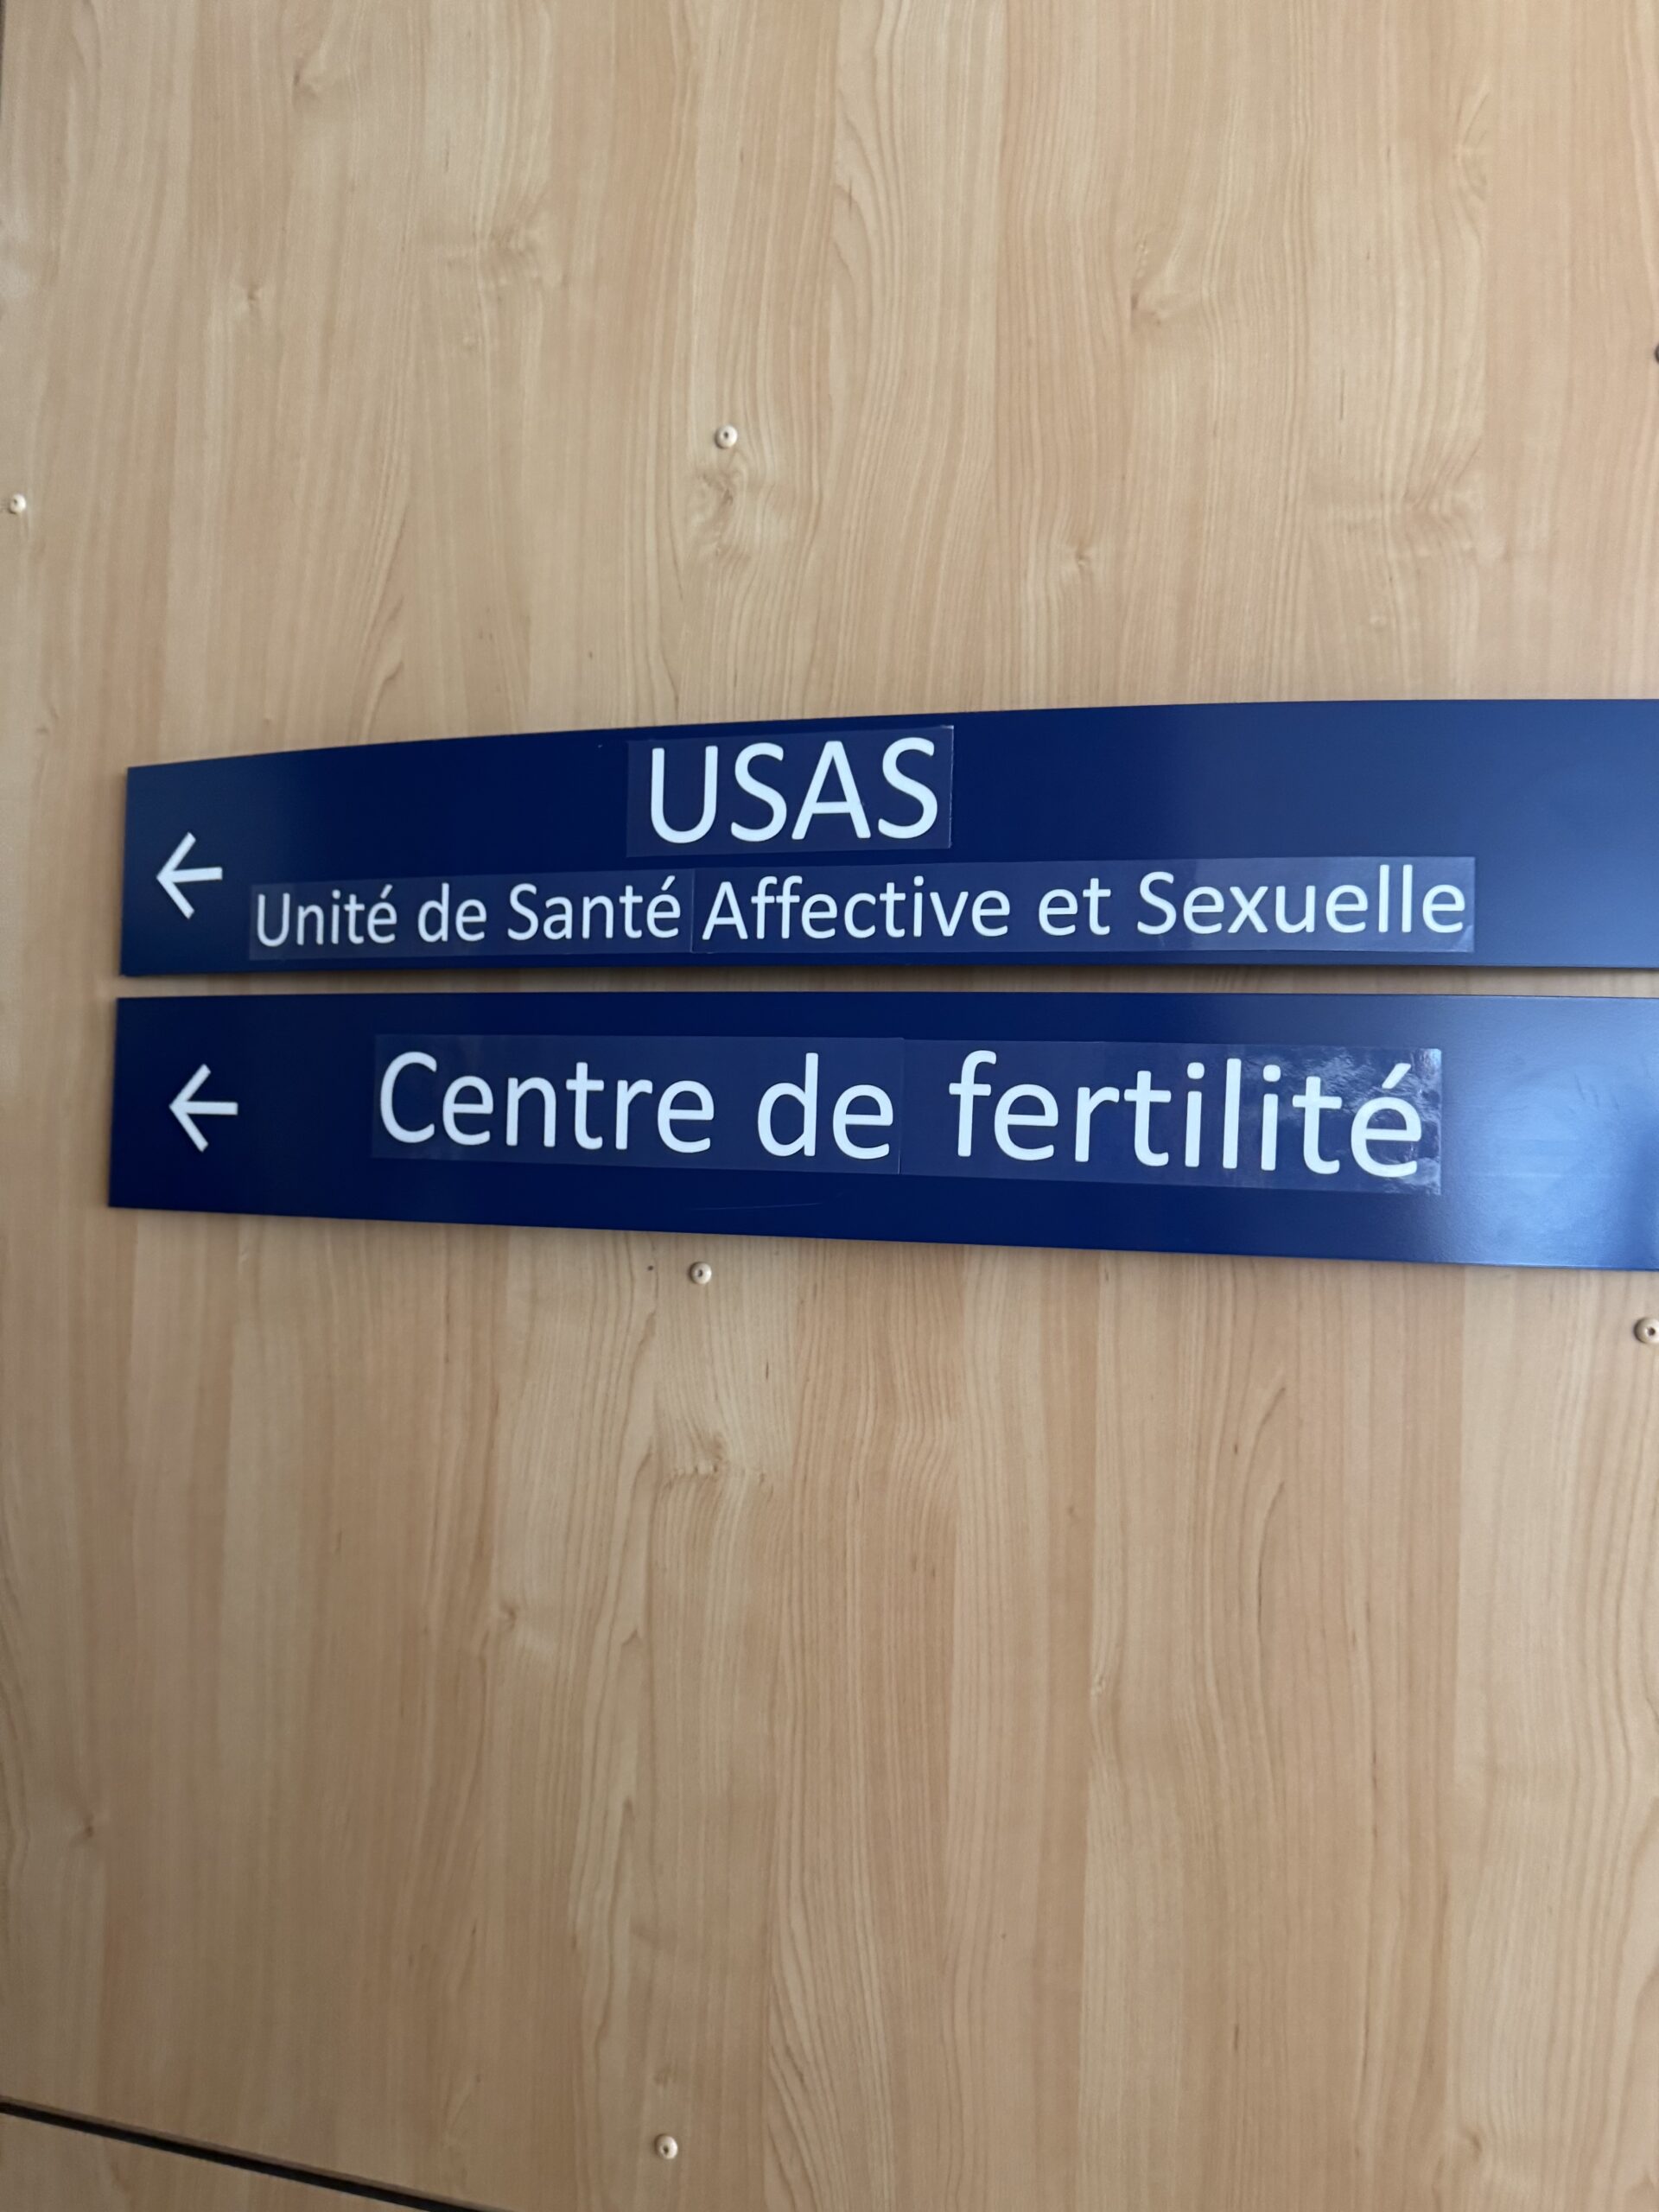 ← USAS
Unité de Santé Affective et Sexuelle
← Centre de fertilité